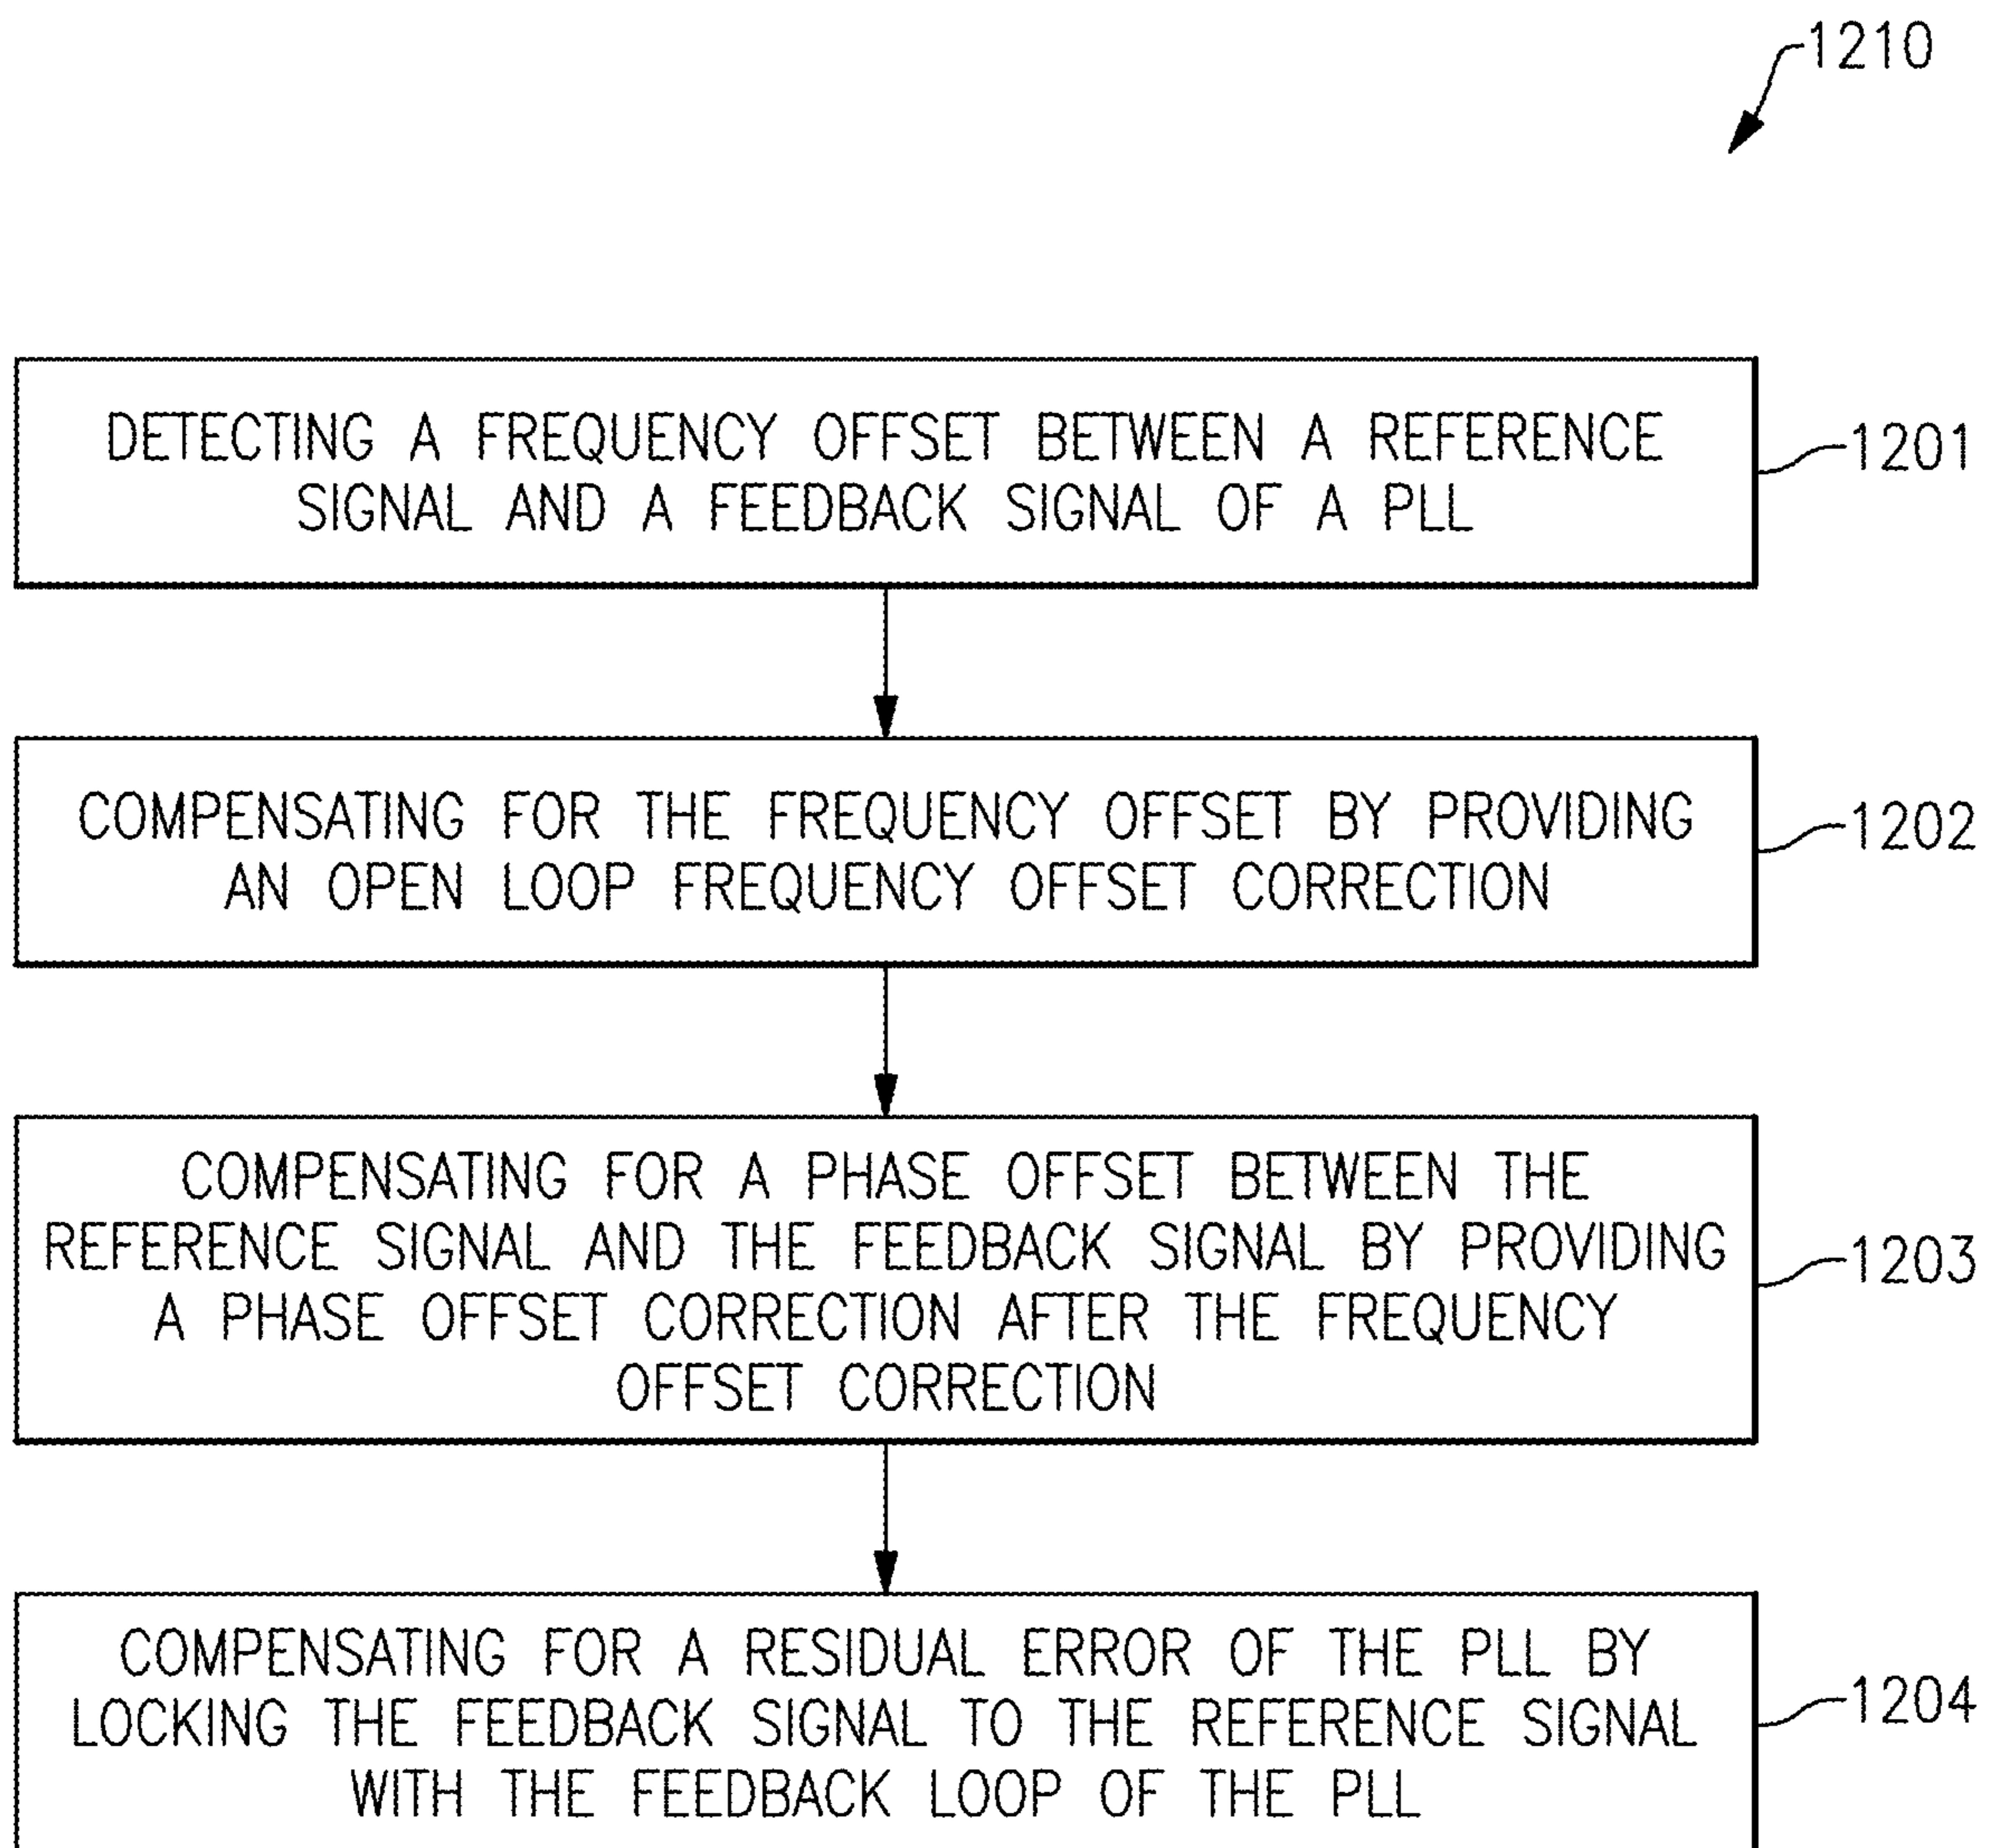 1210
DETECTING A FREQUENCY OFFSET BETWEEN A REFERENCE
SIGNAL AND A FEEDBACK SIGNAL OF A PLL
1201
COMPENSATING FOR THE FREQUENCY OFFSET BY PROVIDING
AN OPEN LOOP FREQUENCY OFFSET CORRECTION
1202
COMPENSATING FOR A PHASE OFFSET BETWEEN THE
REFERENCE SIGNAL AND THE FEEDBACK SIGNAL BY PROVIDING
A PHASE OFFSET CORRECTION AFTER THE FREQUENCY
OFFSET CORRECTION
1203
COMPENSATING FOR A RESIDUAL ERROR OF THE PLL BY
LOCKING THE FEEDBACK SIGNAL TO THE REFERENCE SIGNAL
WITH THE FEEDBACK LOOP OF THE PLL
1204